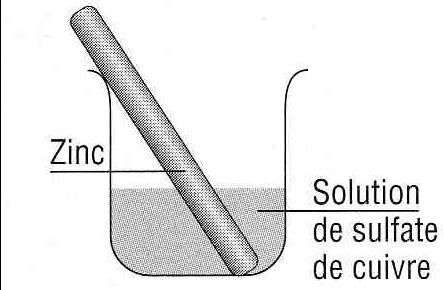 Zinc
Solution
de sulfate
de cuivre